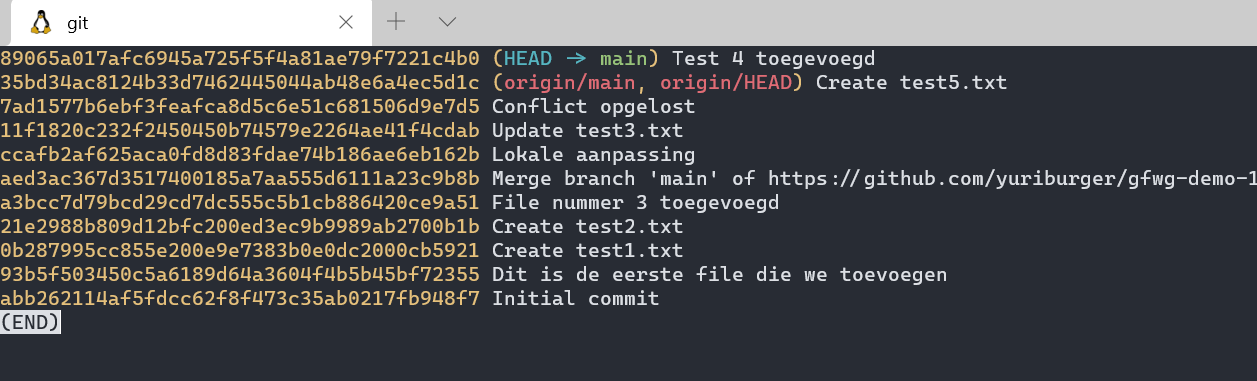 git
89065a017afc6945a725f5f4a81ae79f7221c4b0 (HEAD -> main) Test 4 toegevoegd
35bd34ac8124b33d7462445044ab48e6a4ec5d1c (origin/main, origin/HEAD) Create test5.txt
7ad1577b6ebf3feafca8d5c6e51c681506d9e7d5 Conflict opgelost
11f1820c232f2450450b74579e2264ae41f4cdab Update test3.txt
ccafb2af625aca0fd8d83fdae74b186ae6eb162b Lokale aanpassing
aed3ac367d3517400185a7aa555d6111a23c9b8b Merge branch 'main' of https://github.com/yuriburger/gfwg-demo-1
a3bcc7d79bcd29cd7dc555c5b1cb886420ce9a51 File nummer 3 toegevoegd
21e2988b809d12bfc200ed3ec9b9989ab2700b1b Create test2.txt
0b287995cc855e200e9e7383b0e0dc2000cb5921 Create test1.txt
93b5f503450c5a6189d64a3604f4b5b45bf72355 Dit is de eerste file die we toevoegen
abb262114af5fdcc62f8f473c35ab0217fb948f7 Initial commit
(END)